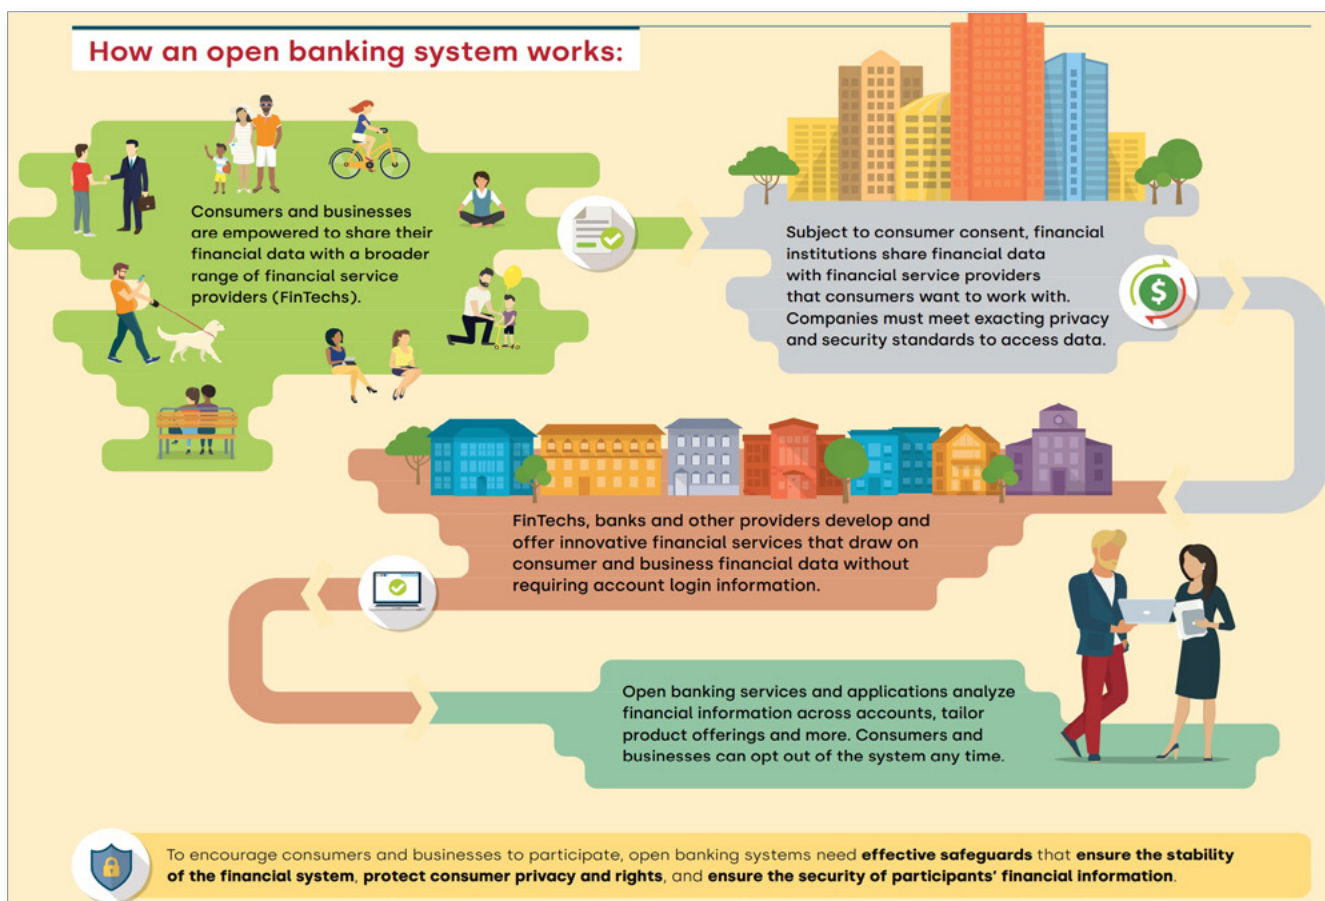 How an open banking system works:
Consumers and businesses
are empowered to share their
financial data with a broader
range of financial service
providers (FinTechs).
Subject to consumer consent, financial
institutions share financial data
with financial service providers
that consumers want to work with.
Companies must meet exacting privacy
and security standards to access data.
$
FinTechs, banks and other providers develop and
offer innovative financial services that draw on
consumer and business financial data without
requiring account login information.
Open banking services and applications analyze
financial information across accounts, tailor
product offerings and more. Consumers and
businesses can opt out of the system any time.
To encourage consumers and businesses to participate, open banking systems need effective safeguards that ensure the stability
of the financial system, protect consumer privacy and rights, and ensure the security of participants’ financial information.